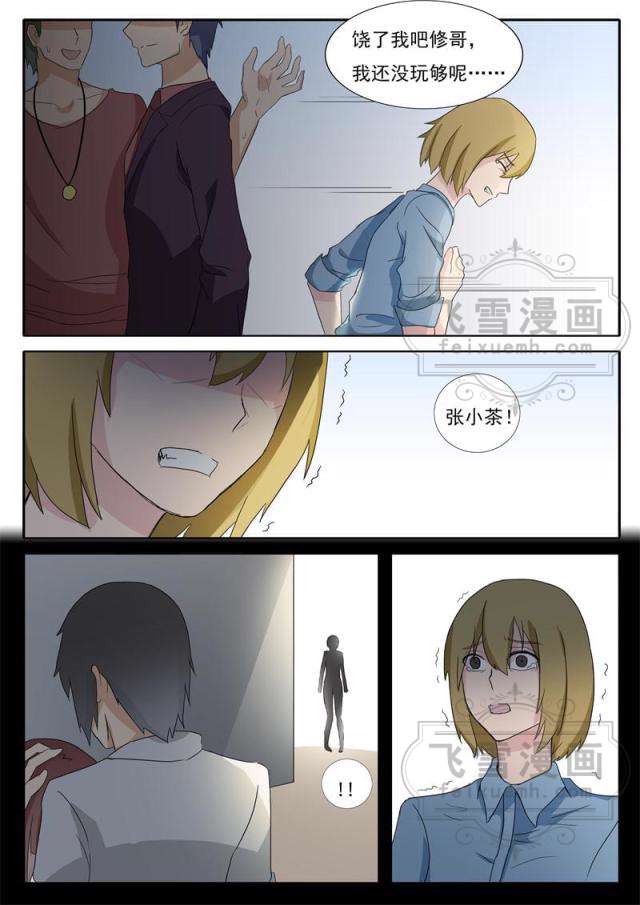 饶了我吧修哥，
我还没玩够呢……
飞雪漫画
feixuemh.com
张小茶！
！！
飞雪漫画
feixuemh.com